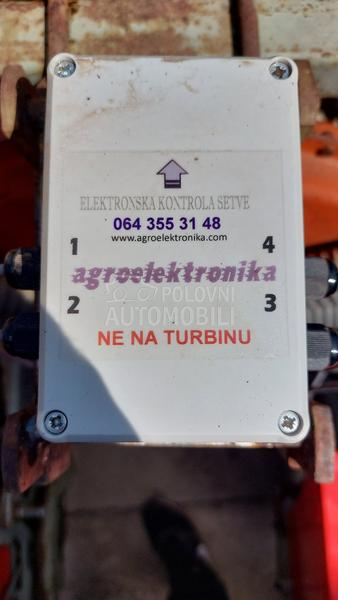 ELEKTRONSKA KONTROLA SETVE
064 355 31 48
www.agroelektronika.com
1 4
agroelektronika
POLOVNI
2 3
AUTOMOBILI
NE NA TURBINU